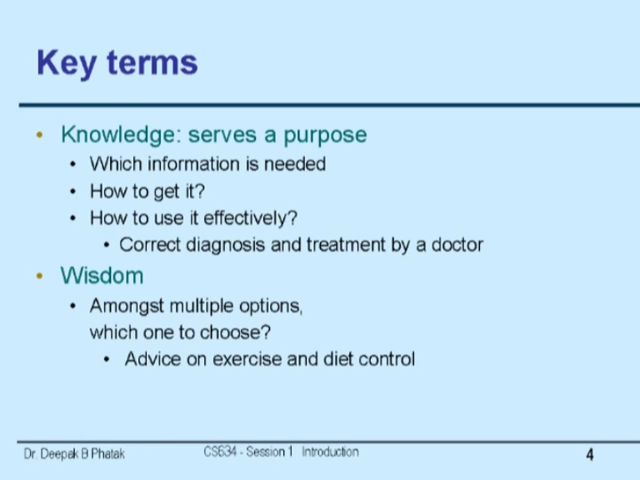 Key terms
• Knowledge: serves a purpose
• Which information is needed
• How to get it?
• How to use it effectively?
• Correct diagnosis and treatment by a doctor
• Wisdom
• Amongst multiple options,
which one to choose?
• Advice on exercise and diet control
Dr. Deepak B Phatak CS634 - Session 1 Introduction 4